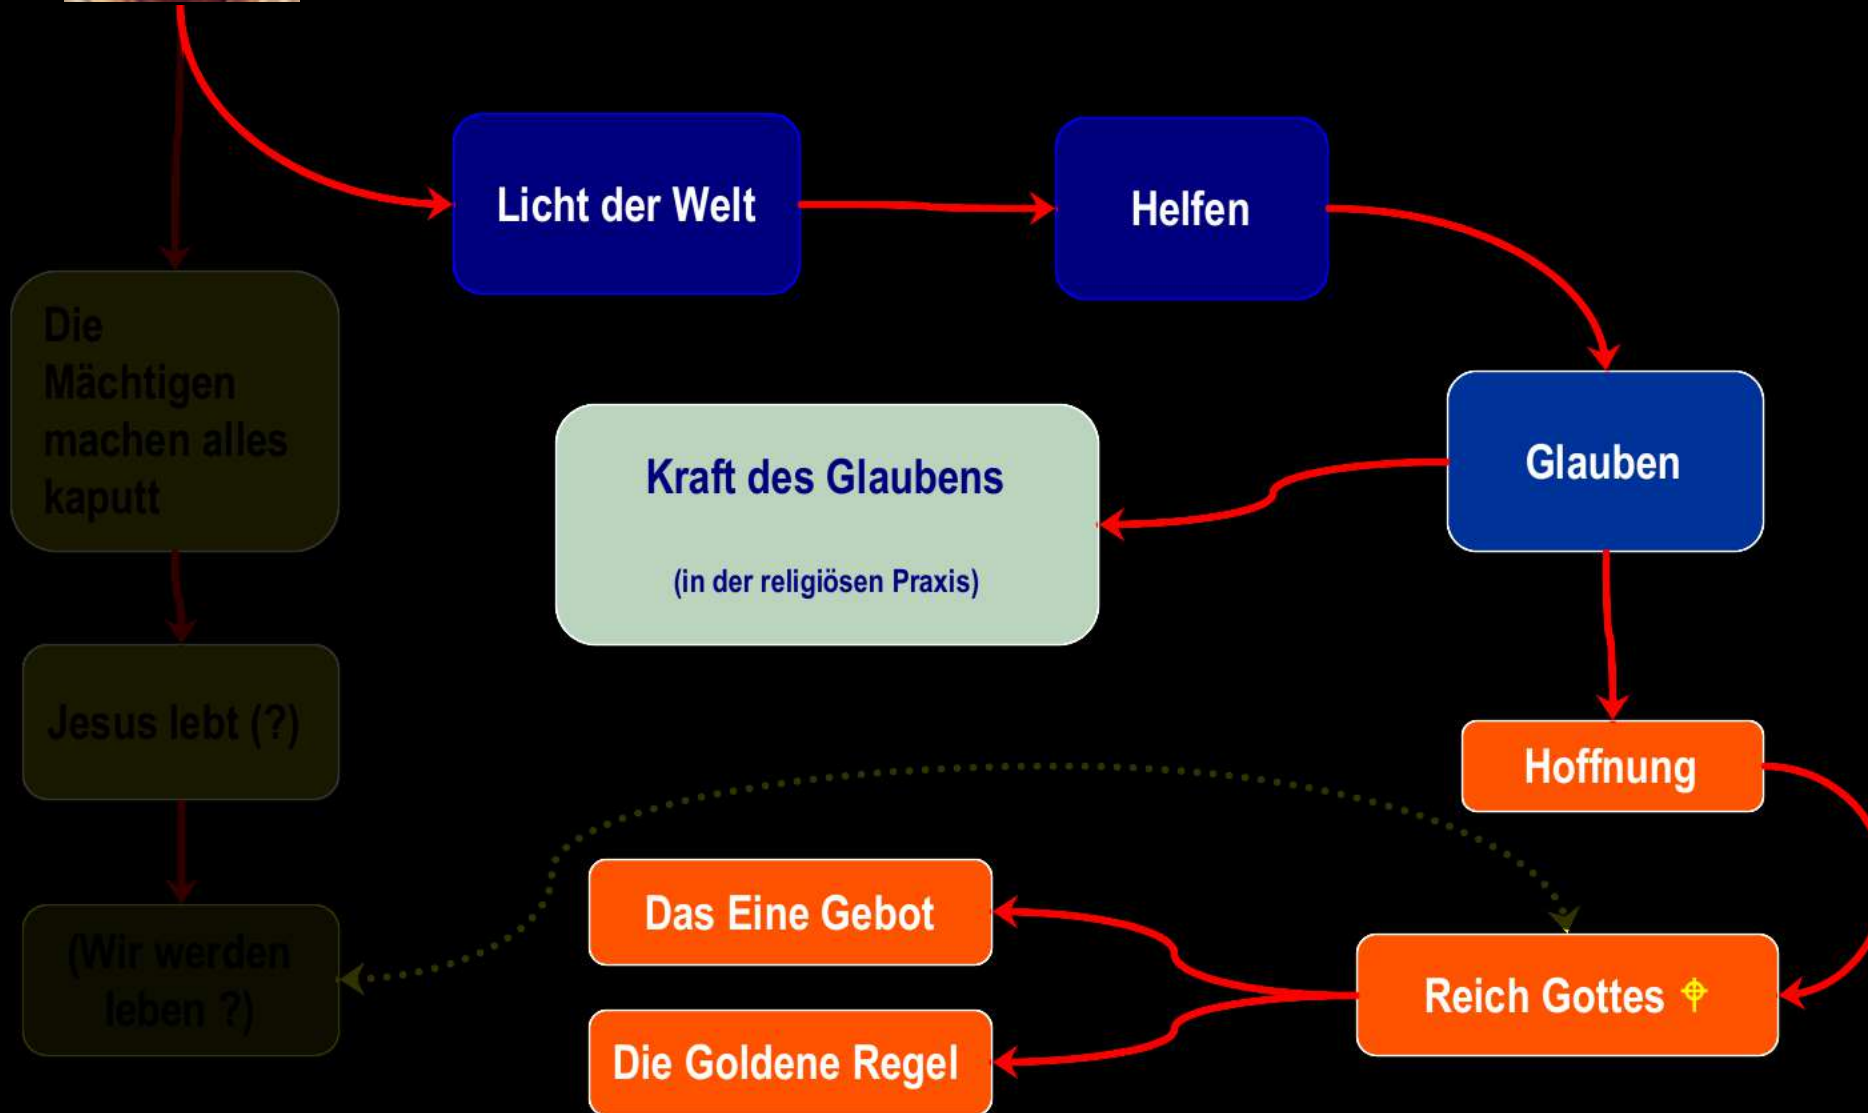 Licht der Welt
Helfen
Die
Mächtigen
machen alles
kaputt
Glauben
Kraft des Glaubens
(in der religiösen Praxis)
Jesus lebt (?)
Hoffnung
Das Eine Gebot
(Wir werden
leben ?)
Reich Gottes
Die Goldene Regel